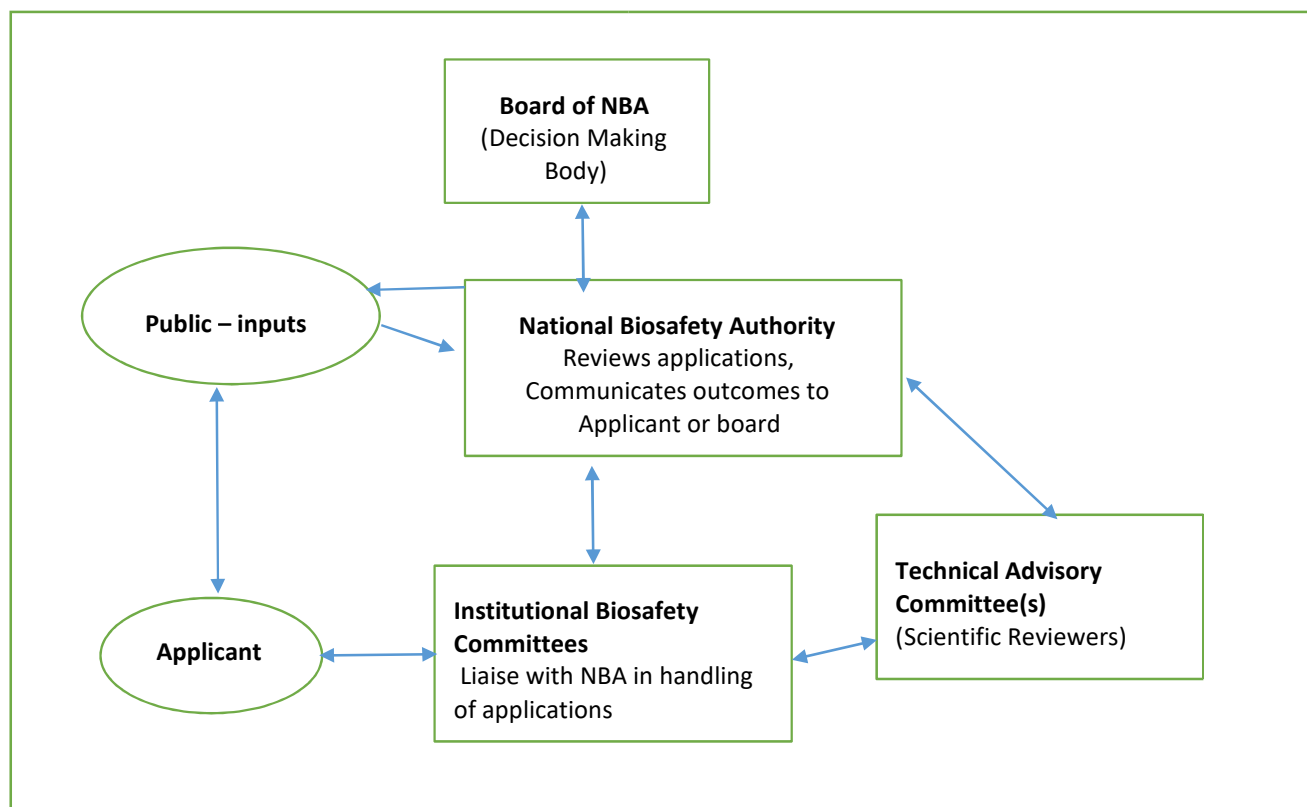 Board of NBA
(Decision Making
Body)
Public – inputs
National Biosafety Authority
Reviews applications,
Communicates outcomes to
Applicant or board
Technical Advisory
Committee(s)
(Scientific Reviewers)
Institutional Biosafety
Committees
Liaise with NBA in handling
of applications
Applicant